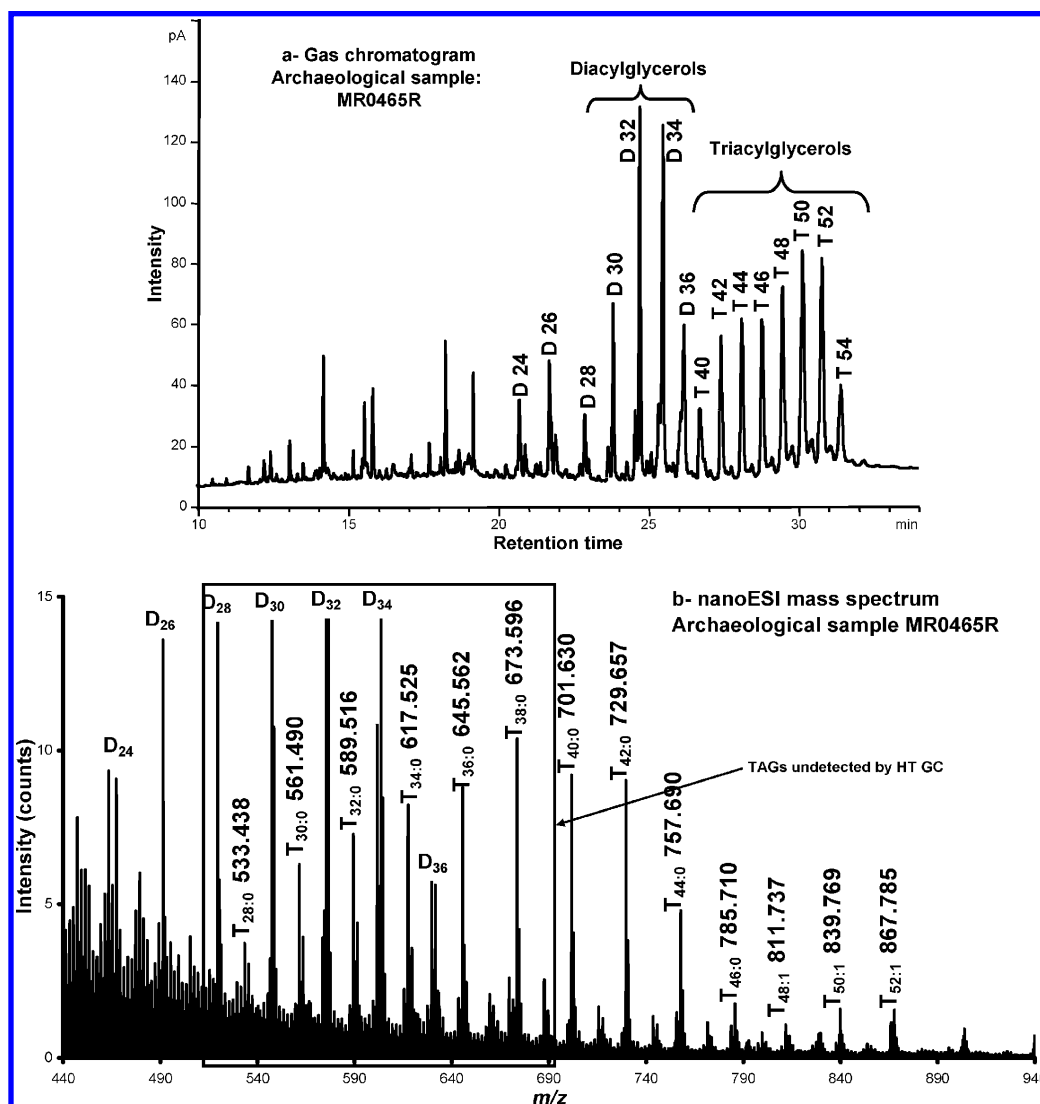 pA
a- Gas chromatogram
Archaeological sample:
MR0465R
Diacylglycerols
Triacylglycerols
140
120
100
80
60
40
20
0
Intensity
D 24
D 26
D 28
D 30
D 32
D 34
D 36
T 40
T 42
T 44
T 46
T 48
T 50
T 52
T 54
10
15
20
25
30
min
Retention time
b- nanoESI mass spectrum
Archaeological sample MR0465R
15
10
5
0
Intensity (counts)
D24
D26
D28
T28:0 533.438
D30
T30:0 561.490
D32
T32:0 589.516
D34
T34:0 617.525
D36
T36:0 645.562
T38:0 673.596
T40:0 701.630
T42:0 729.657
T44:0 757.690
T46:0 785.710
T48:1 811.737
T50:1 839.769
T52:1 867.785
TAGs undetected by HT GC
440
490
540
590
640
690
740
790
840
890
940
m/z